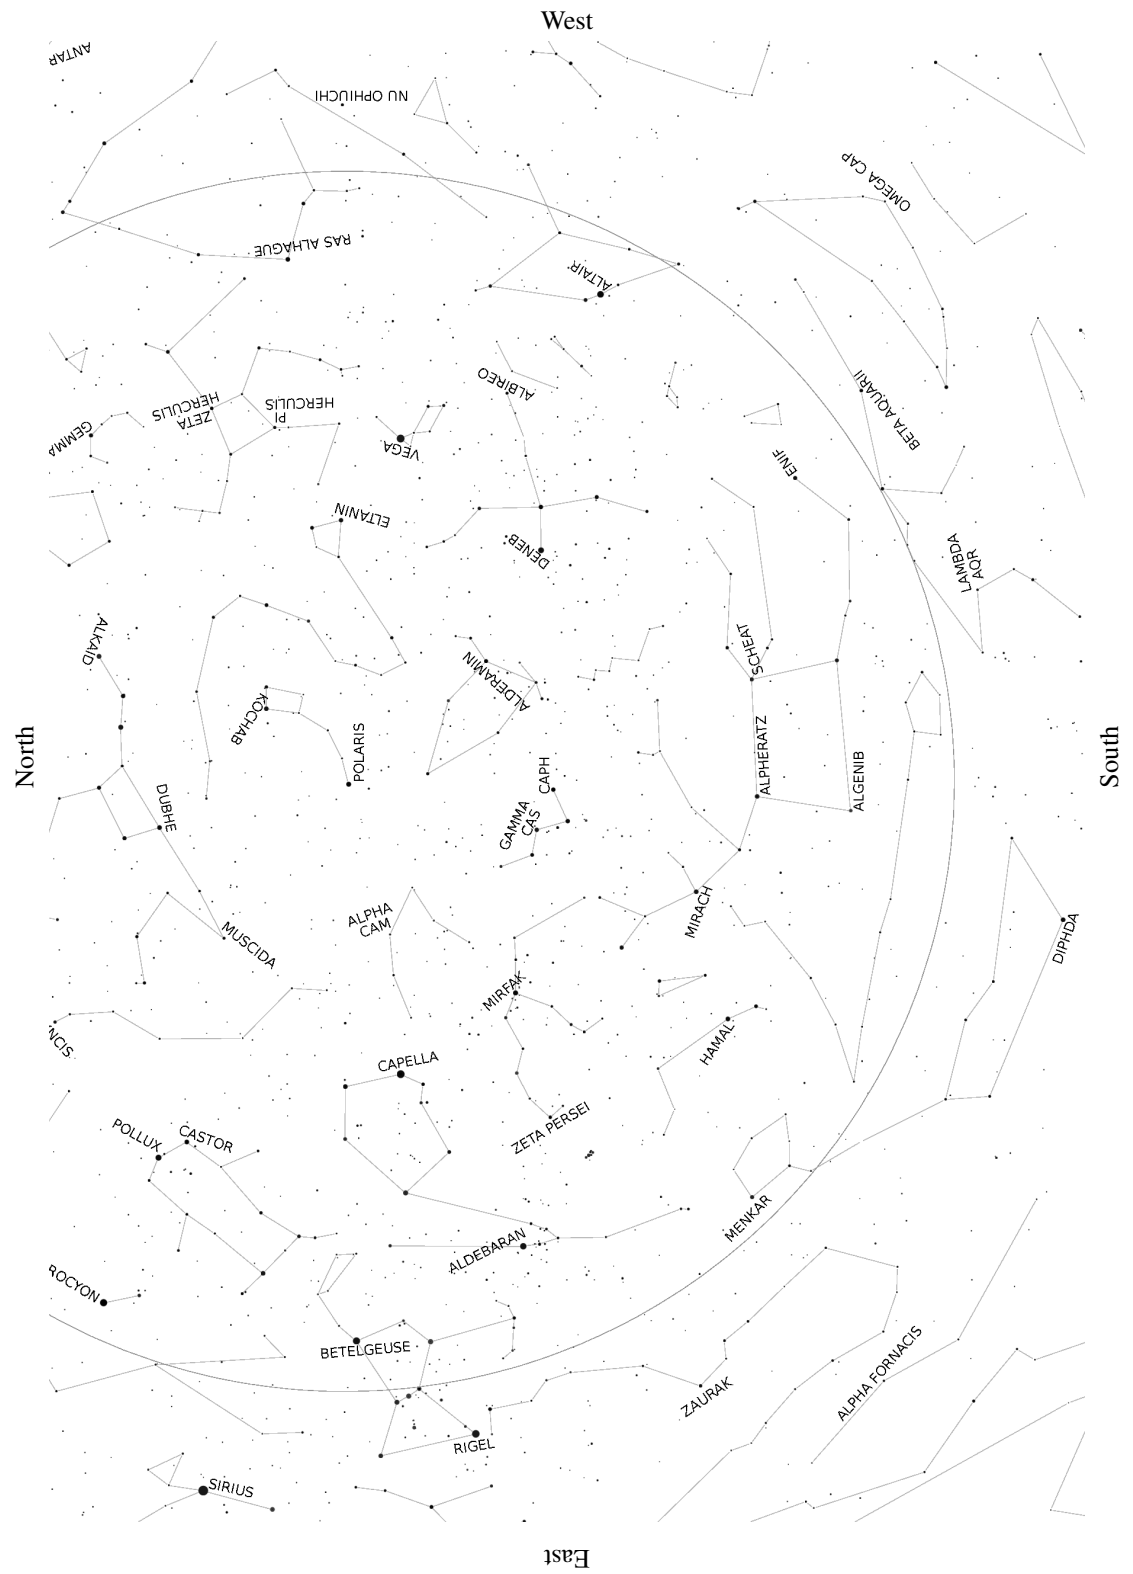 West
ANTAR
NU OPHIUCHI
OMEGA CAP
RAS ALHAGUE
ALTAIR
ALBIREO
ZETA
HERCULIS
PI
HERCULIS
GEMMA
VEGA
BETA AQUARII
ENIF
ELTANIN
DENEB
LAMBDA
AQR
ALKAID
SCHEAT
ALDERAMIN
KOCHAB
POLARIS
North
South
ALPHERATZ
ALGENIB
CAPH
DUBHE
GAMMA
CAS
MIRACH
ALPHA
CAM
MUSCIDA
DIPHDA
MIRFAK
NCIS
HAMAL
CAPELLA
POLLUX
CASTOR
ZETA PERSEI
MENKAR
ALDEBARAN
ROCYON
BETELGEUSE
ALPHA FORNACIS
ZAURAK
RIGEL
SIRIUS
East